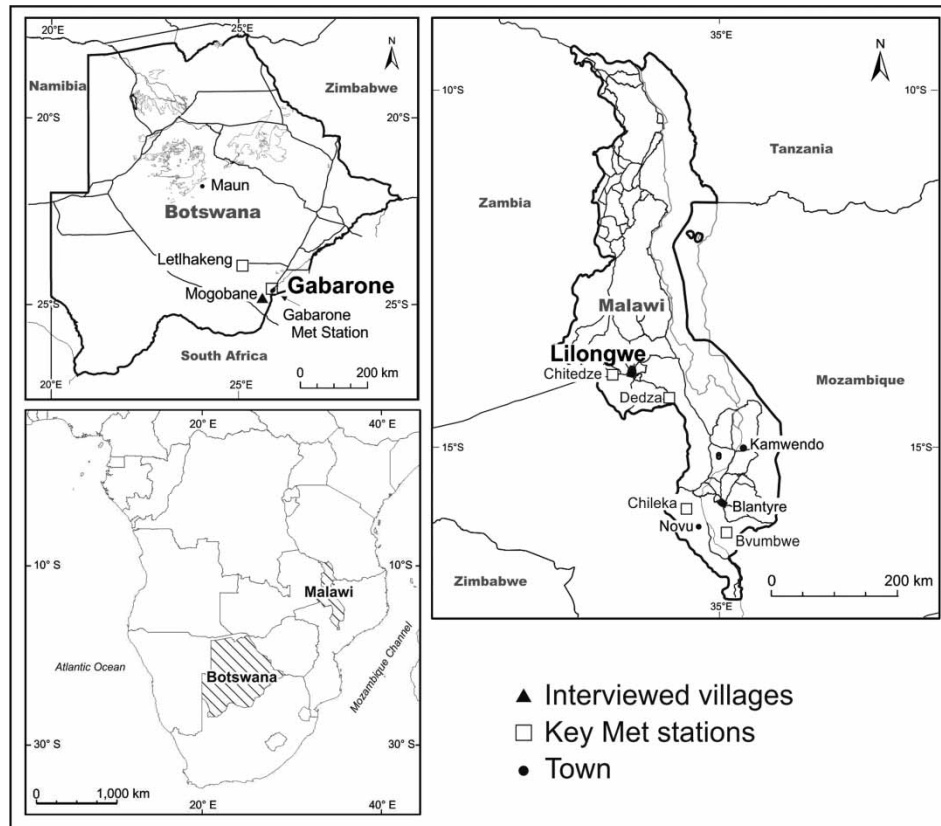 20°E
25°E
N
Namibia
Zimbabwe
20°S
20°S
Maun
Botswana
Letlhakeng
Mogobane
Gabarone
Gabarone
Met Station
25°S
25°S
South Africa
20°E
25°E
0 200 km
35°E
N
10°S
10°S
Tanzania
Zambia
Malawi
Lilongwe
Chitedze
Dedza
Mozambique
15°S
15°S
Kamwendo
Chileka
Blantyre
Novu
Bvumbwe
Zimbabwe
0 200 km
35°E
20° E
40° E
10° S
10° S
Malawi
Atlantic Ocean
Botswana
Mozambique Channel
30° S
30° S
0 1,000 km
20° E
40° E
Interviewed villages
Key Met stations
Town